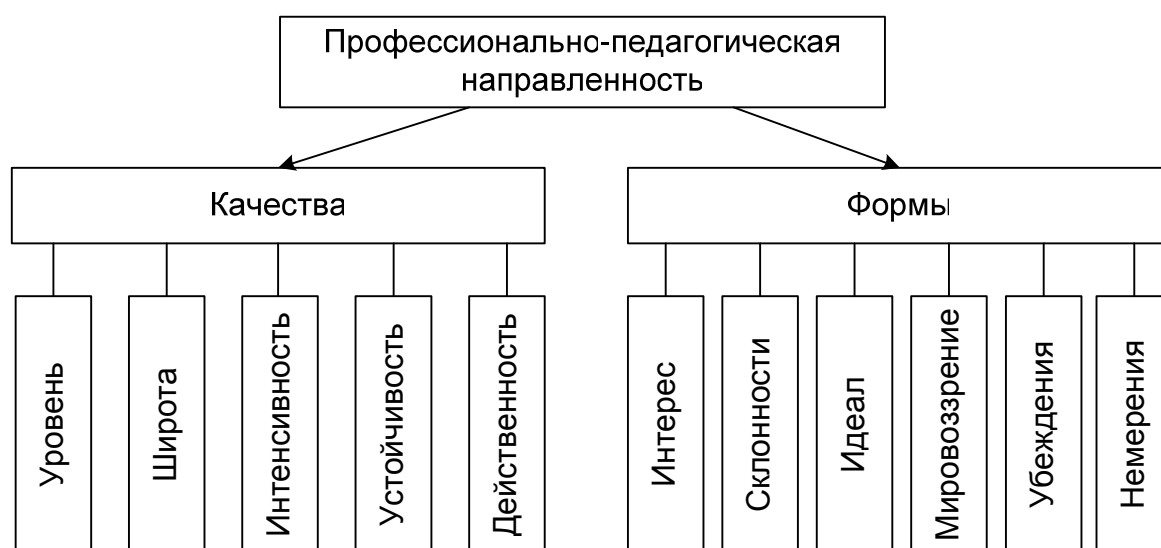 Профессионально-педагогическая
направленность
Качества
Формы
Уровень
Широта
Интенсивность
Устойчивость
Действенность
Интерес
Склонности
Идеал
Мировоззрение
Убеждения
Немерения